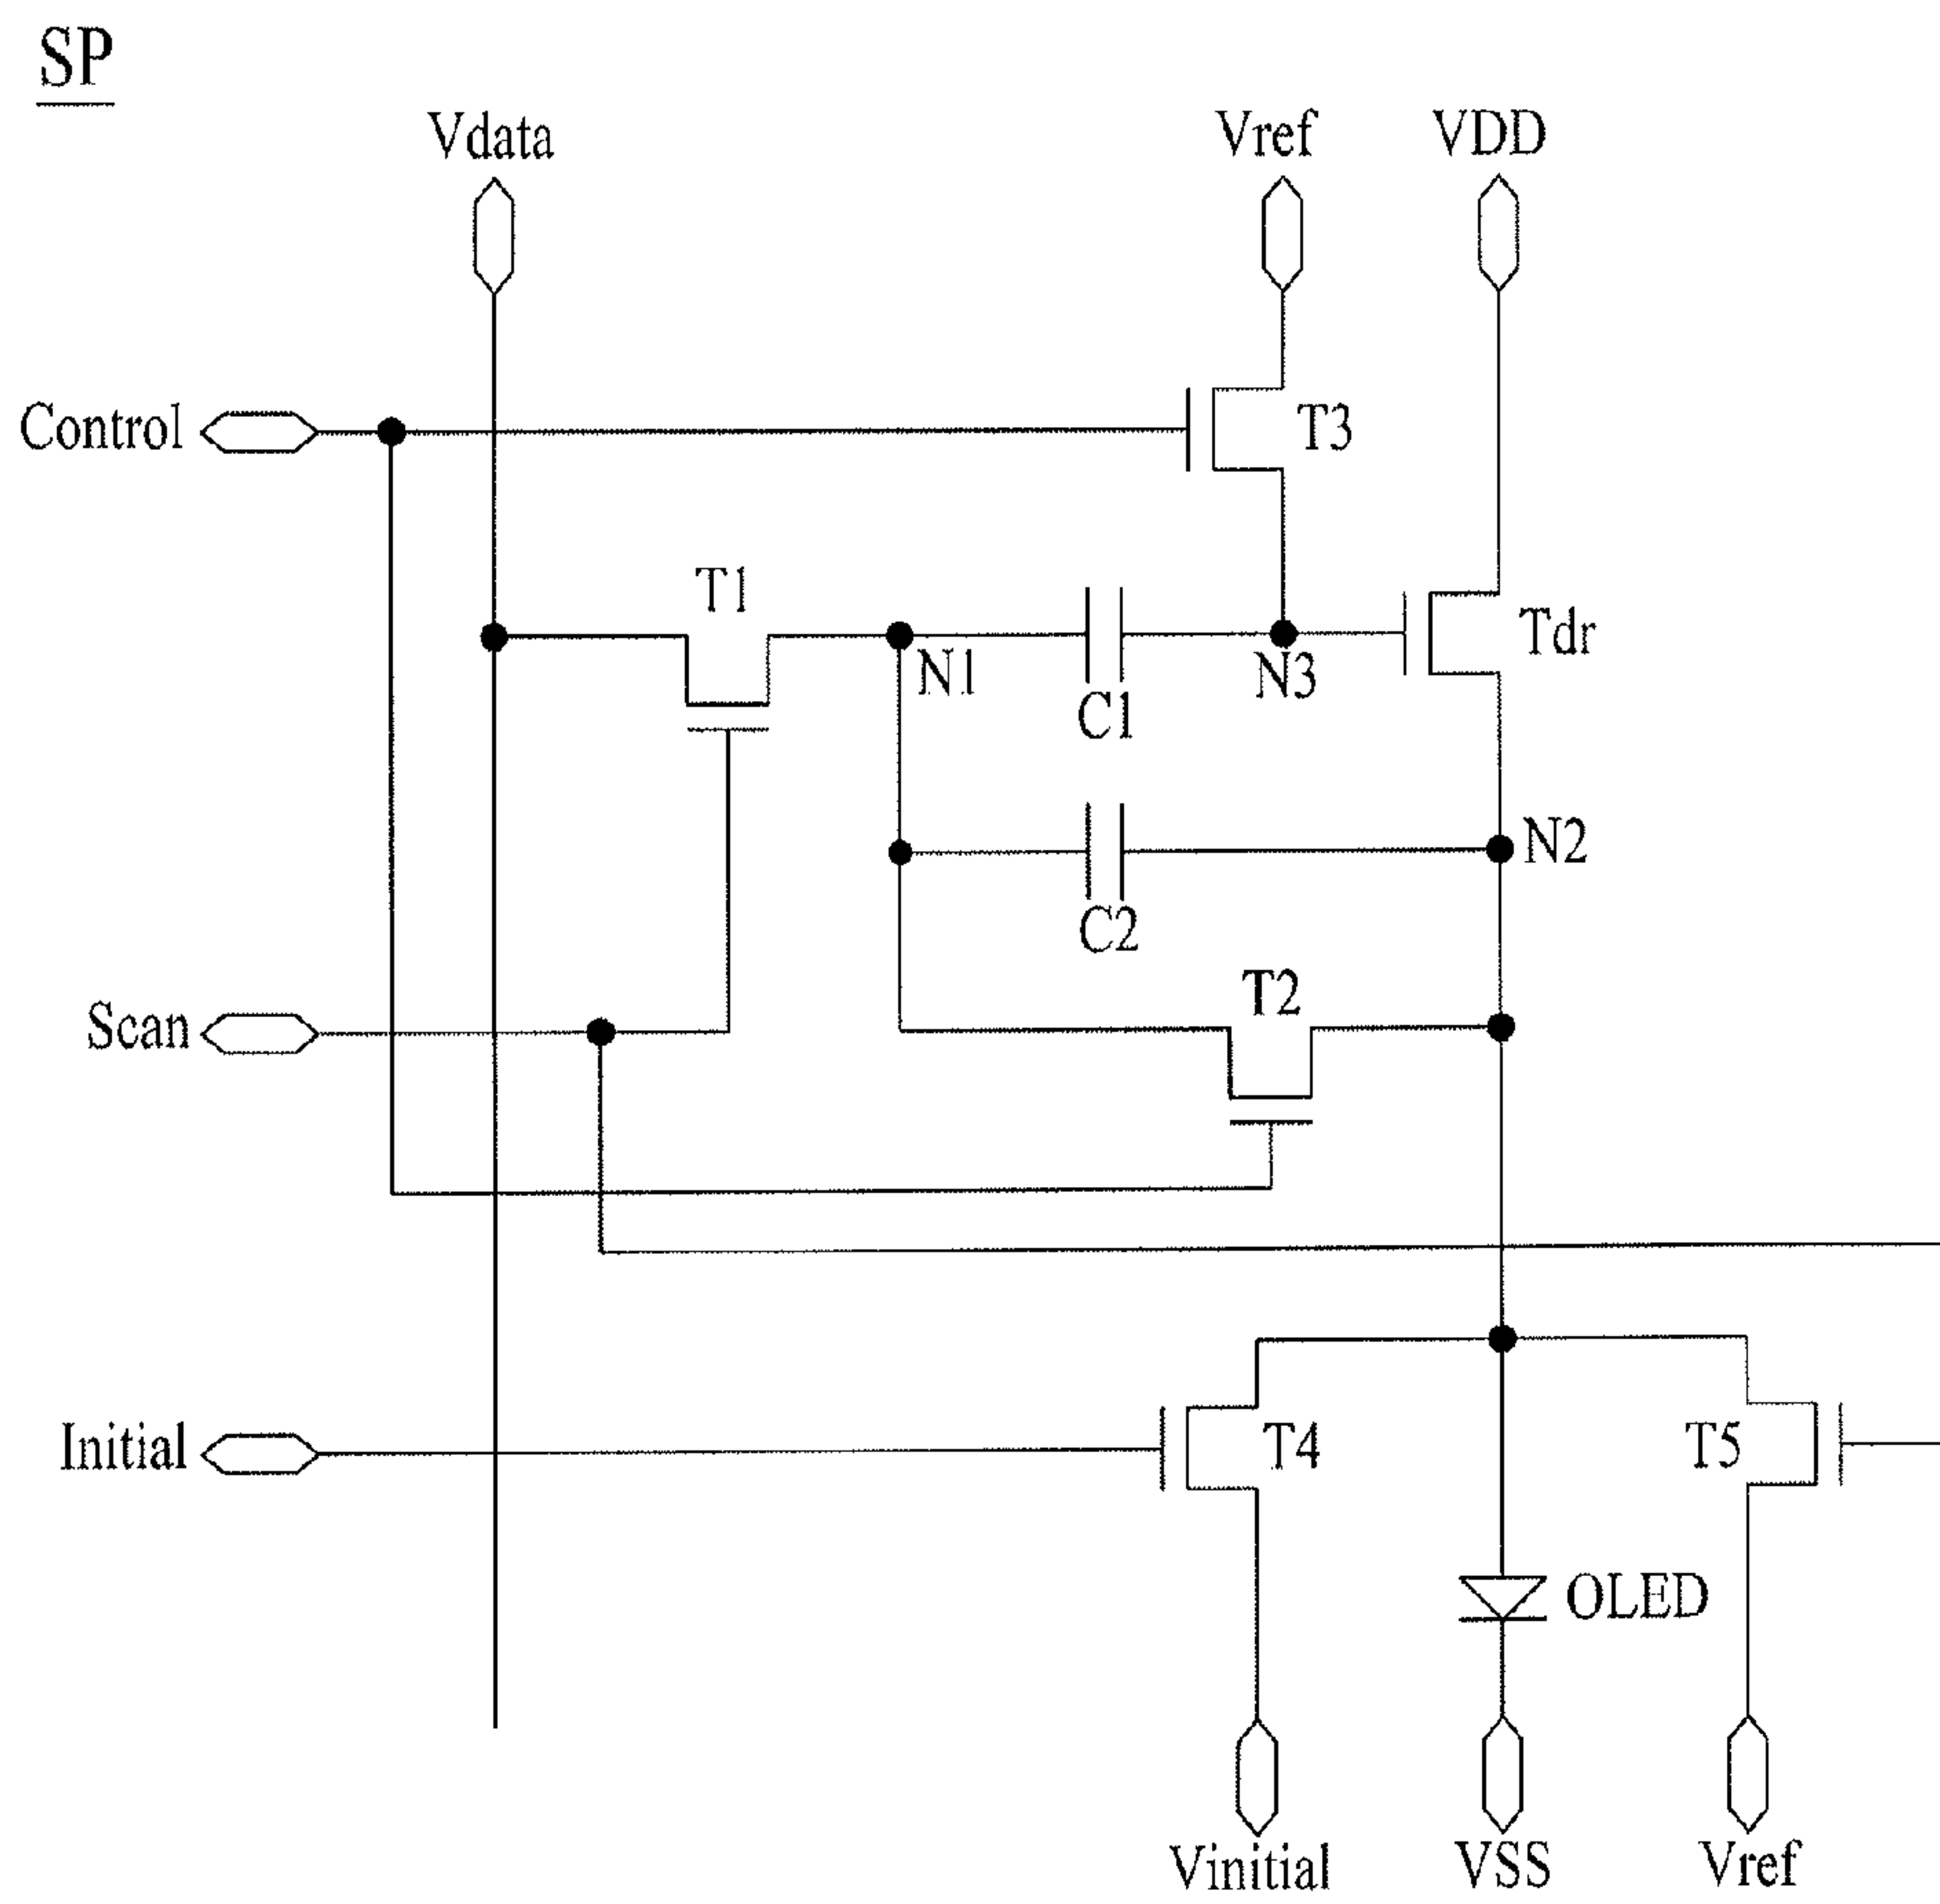 SP
Vdata
Vref
VDD
Control
T3
T1
Tdr
N1
N3
C1
N2
C2
T2
Scan
Initial
T4
T5
OLED
Vinitial
VSS
Vref